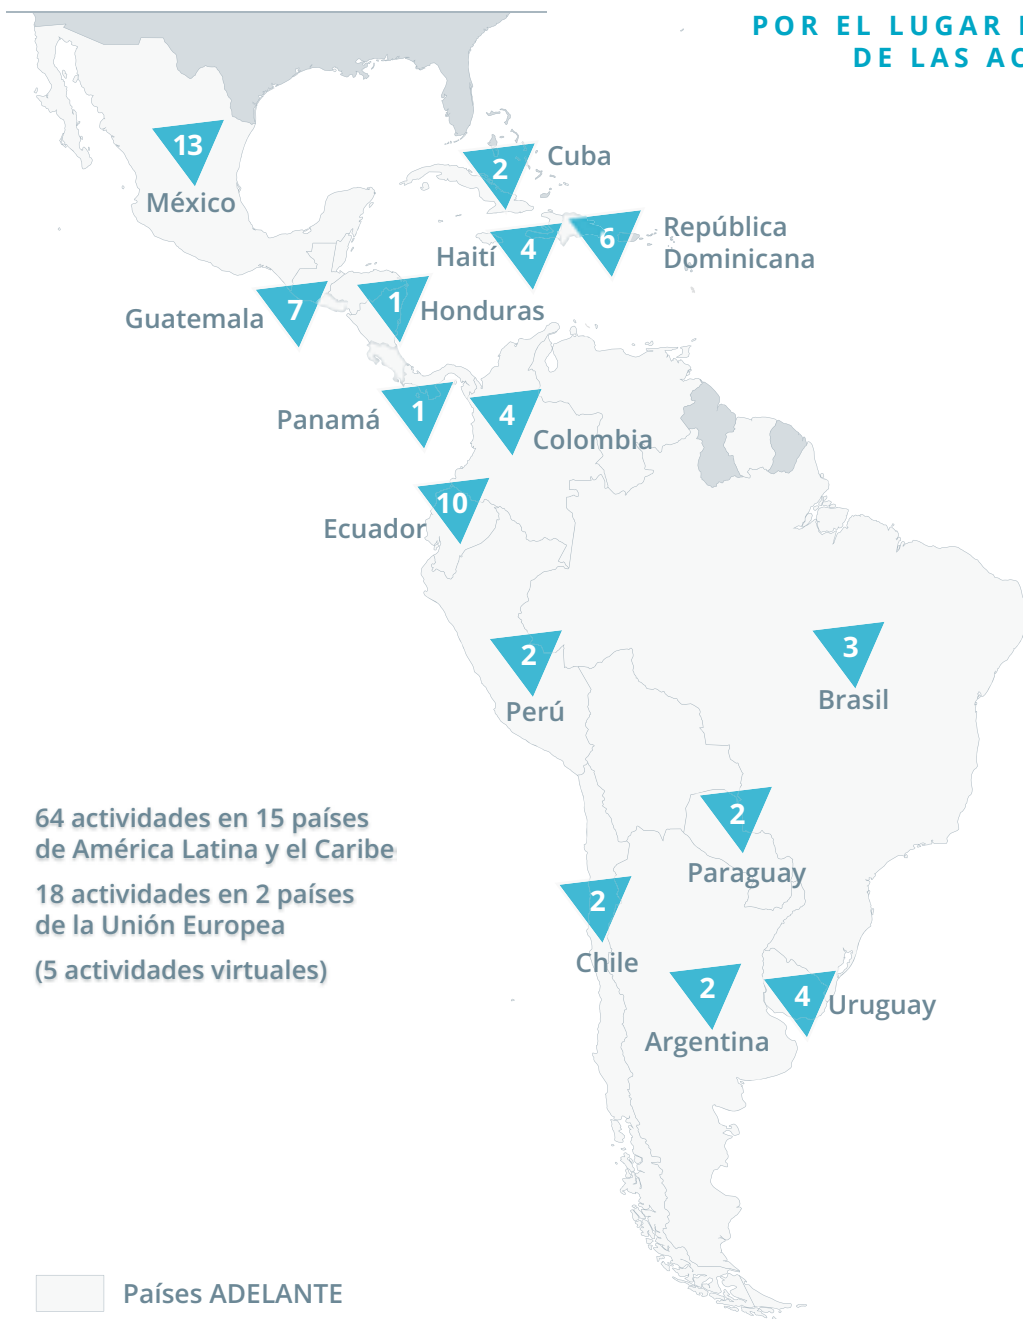 POR EL LUGAR
DE LAS
13
México
2
Cuba
República
Dominicana
6
Haití
4
Guatemala
7
1
Honduras
Panamá
1
4
Colombia
10
Ecuador
2
Perú
3
Brasil
64 actividades en 15 países
de América Latina y el Caribe
18 actividades en 2 países
de la Unión Europea
(5 actividades virtuales)
2
Paraguay
2
Chile
2
Argentina
4
Uruguay
Países ADELANTE